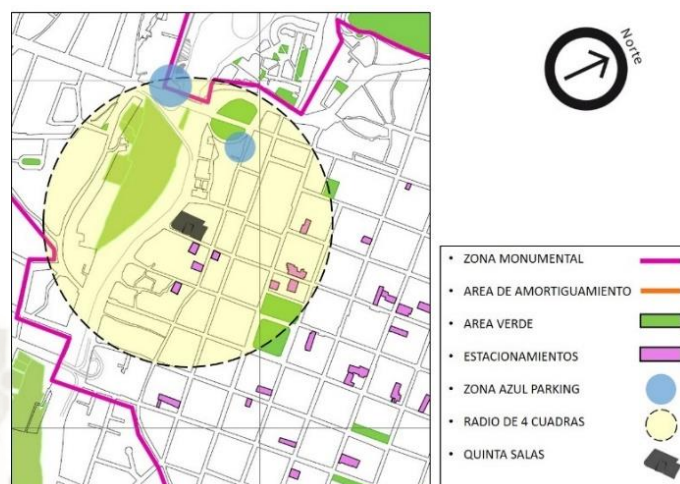 Norte
• ZONA MONUMENTAL
• AREA DE AMORTIGUAMIENTO
• AREA VERDE
• ESTACIONAMIENTOS
• ZONA AZUL PARKING
• RADIO DE 4 CUADRAS
• QUINTA SALAS